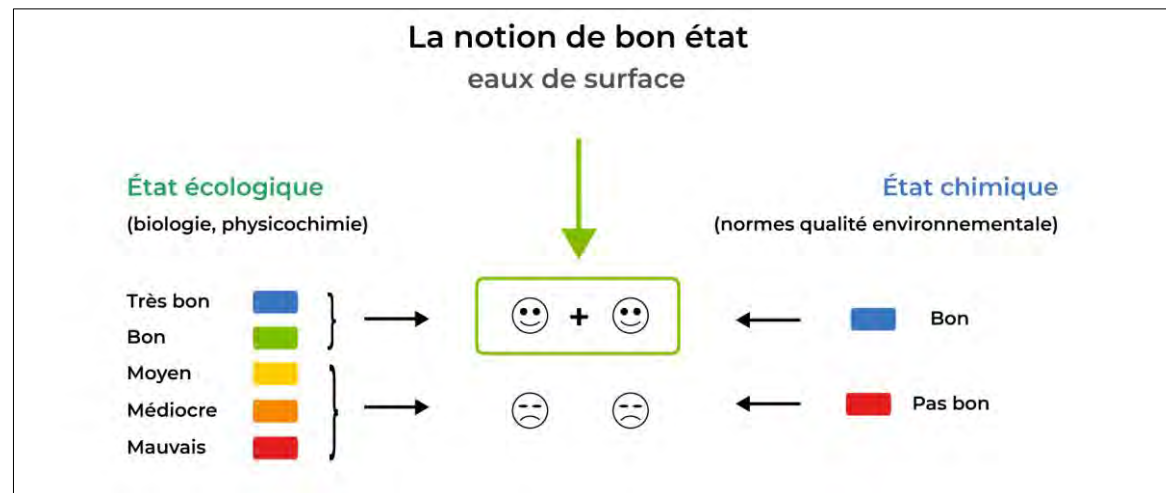 La notion de bon état
eaux de surface
État écologique
(biologie, physicochimie)
Très bon
Bon
Moyen
Médiocre
Mauvais
+
État chimique
(normes qualité environnementale)
Bon
Pas bon